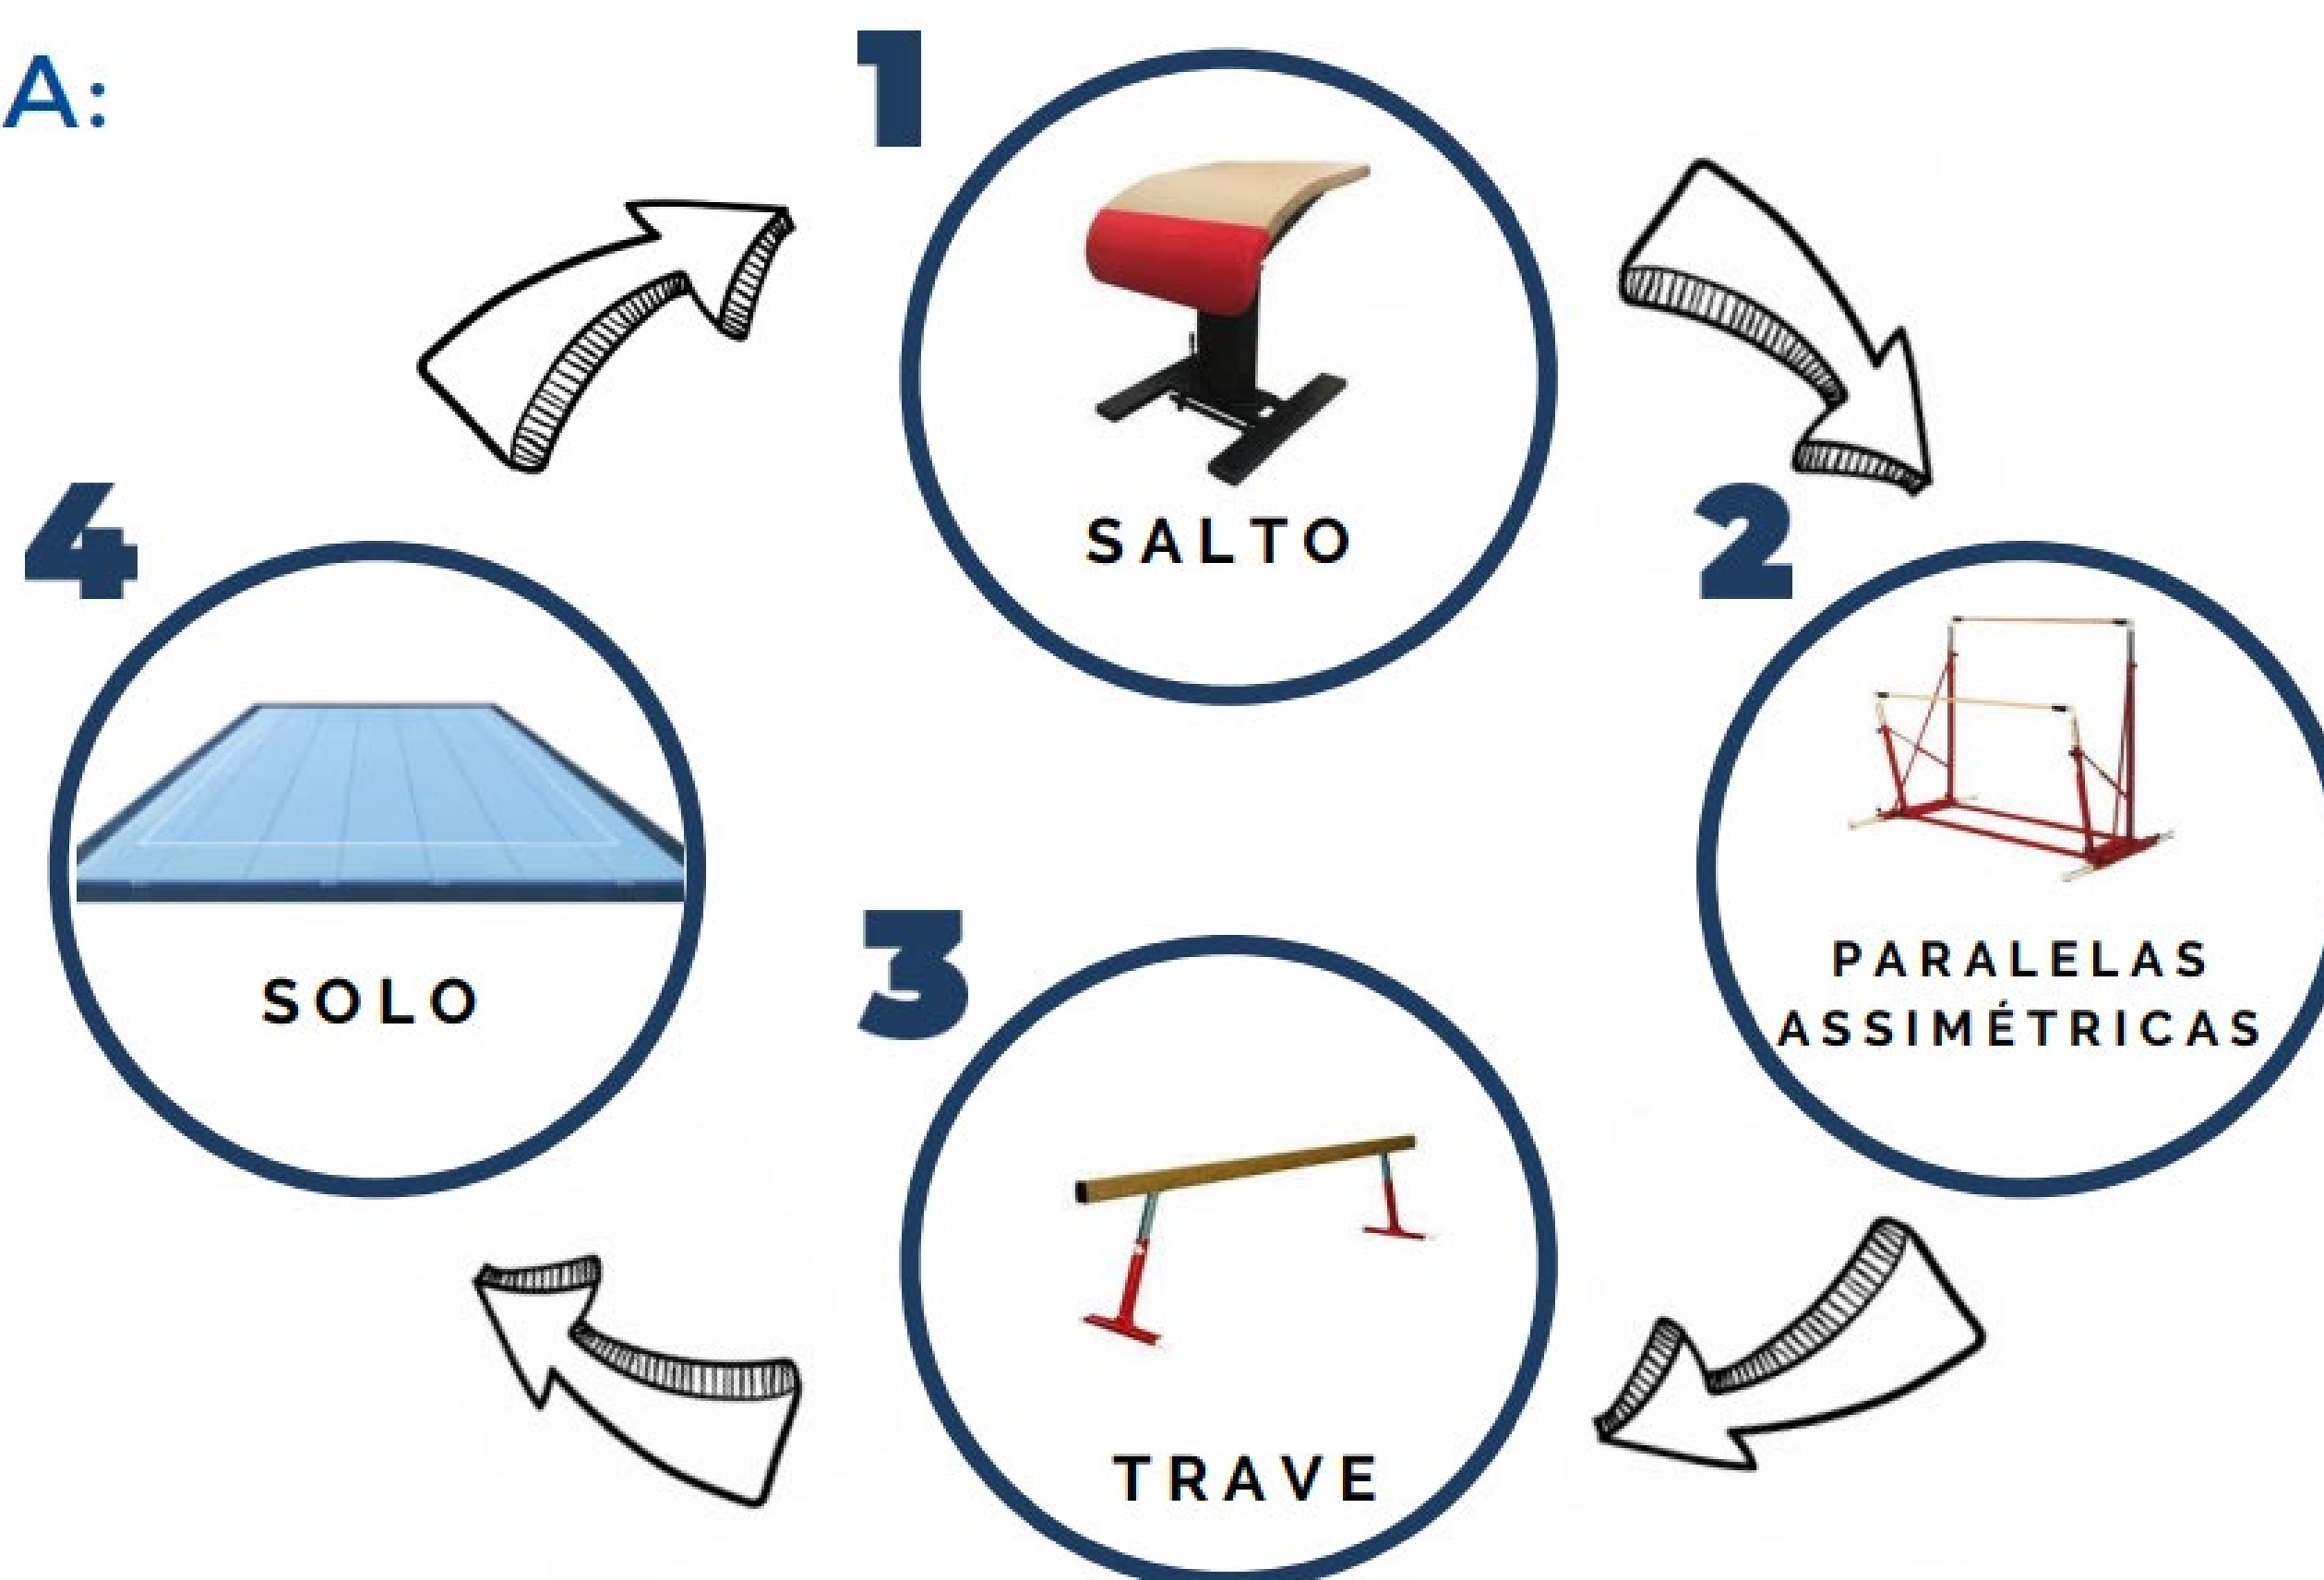 A:
1
SALTO
2
PARALELAS
ASSIMÉTRICAS
3
TRAVE
4
SOLO